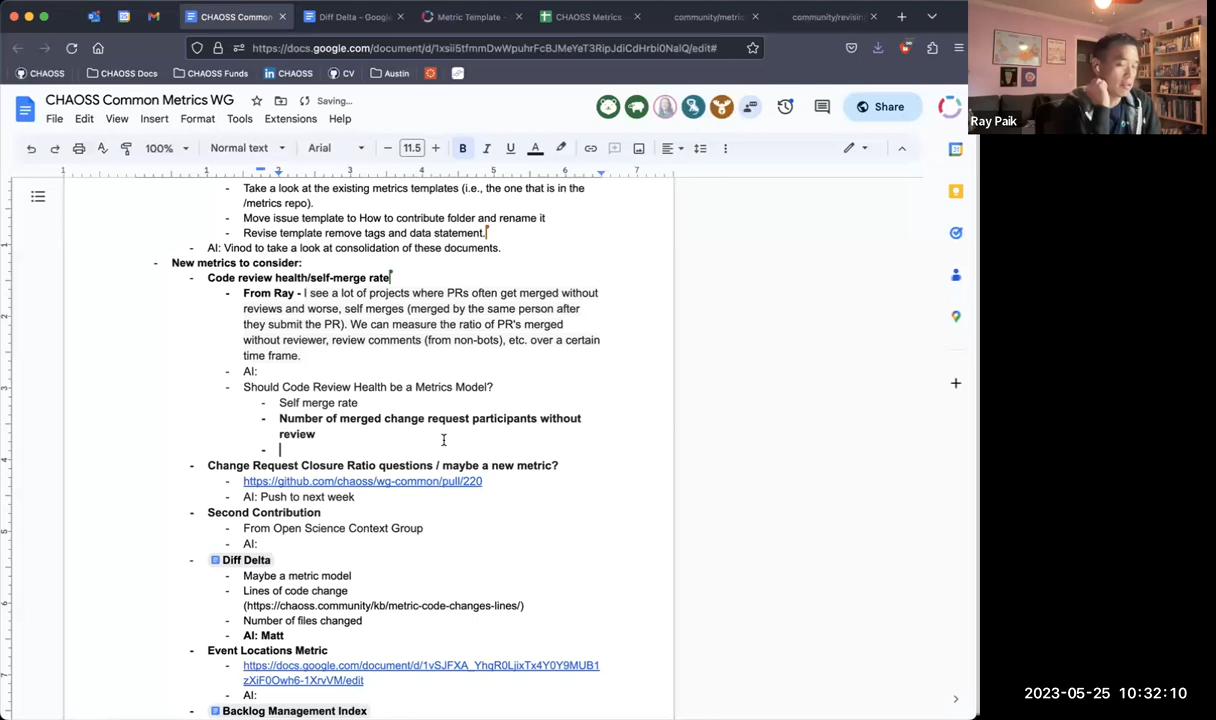 CHAOSS Common
Diff Delta - Google
Metric Template -
CHAOSS Metrics
community/metric
community/revising
https://docs.google.com/document/d/1xsii5tfmmDwWpuhrFcBJMeYeT3RipJdiCdHrbi0NaIQ/edit#
CHAOSS
CHAOSS Docs
CHAOSS Funds
CHAOSS
CV
Austin
CHAOSS Common Metrics WG
Saving...
File Edit View Insert Format Tools Extensions Help
Share
100%
Normal text
Arial
11.5
B I U A
1 1 2 3 4 5 6 7
- Take a look at the existing metrics templates (i.e., the one that is in the
/metrics repo).
- Move issue template to How to contribute folder and rename it
- Revise template remove tags and data statement.
- AI: Vinod to take a look at consolidation of these documents.
- New metrics to consider:
- Code review health/self-merge rate
- From Ray - I see a lot of projects where PRs often get merged without
reviews and worse, self merges (merged by the same person after
they submit the PR). We can measure the ratio of PR's merged
without reviewer, review comments (from non-bots), etc. over a certain
time frame.
- AI:
- Should Code Review Health be a Metrics Model?
- Self merge rate
- Number of merged change request participants without
review
-
- Change Request Closure Ratio questions / maybe a new metric?
- https://github.com/chaoss/wg-common/pull/220
- AI: Push to next week
- Second Contribution
- From Open Science Context Group
- AI:
- Diff Delta
- Maybe a metric model
- Lines of code change
(https://chaoss.community/kb/metric-code-changes-lines/)
- Number of files changed
- AI: Matt
- Event Locations Metric
- https://docs.google.com/document/d/1vSJFXA_YhqR0LjixTx4Y0Y9MUB1
zXiF0Owh6-1XrvVM/edit
- AI:
- Backlog Management Index
Ray Paik
2023-05-25 10:32:10